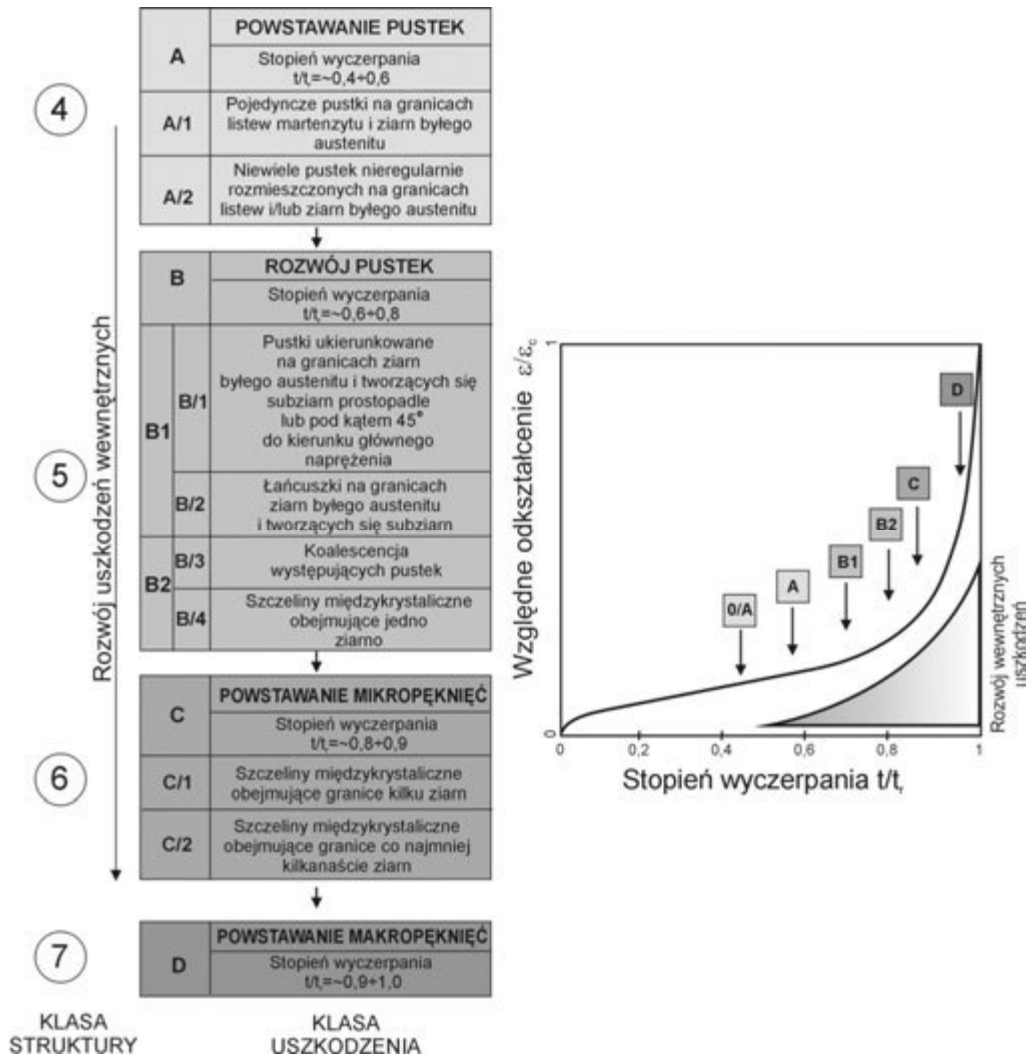 4
A
POWSTAWANIE PUSTEK
Stopień wyczerpania
t/tᵣ=~0,4÷0,6
A/1
Pojedyncze pustki na granicach
listew martenzytu i ziarn byłego
austenitu
A/2
Niewiele pustek nieregularnie
rozmieszczonych na granicach
listew i/lub ziarn byłego austenitu
Rozwój uszkodzeń wewnętrznych
5
B
ROZWÓJ PUSTEK
Stopień wyczerpania
t/tᵣ=~0,6÷0,8
B1
B/1
Pustki ukierunkowane
na granicach ziarn
byłego austenitu i tworzących się
subziarn prostopadle
lub pod kątem 45°
do kierunku głównego
naprężenia
B/2
Łańcuszki na granicach
ziarn byłego austenitu
i tworzących się subziarn
B2
B/3
Koalescencja
występujących pustek
B/4
Szczeliny międzykrystaliczne
obejmujące jedno
ziarno
6
C
POWSTAWANIE MIKROPĘKNIĘĆ
Stopień wyczerpania
t/tᵣ=~0,8÷0,9
C/1
Szczeliny międzykrystaliczne
obejmujące granice kilku ziarn
C/2
Szczeliny międzykrystaliczne
obejmujące granice co najmniej
kilkanaście ziarn
7
D
POWSTAWANIE MAKROPĘKNIĘĆ
Stopień wyczerpania
t/tᵣ=~0,9÷1,0
KLASA
STRUKTURY
KLASA
USZKODZENIA
Względne odkształcenie ε/ε꜀
1
0
0/A
A
B1
B2
C
D
0 0,2 0,4 0,6 0,8 1
Stopień wyczerpania t/tᵣ
Rozwój wewnętrznych
uszkodzeń